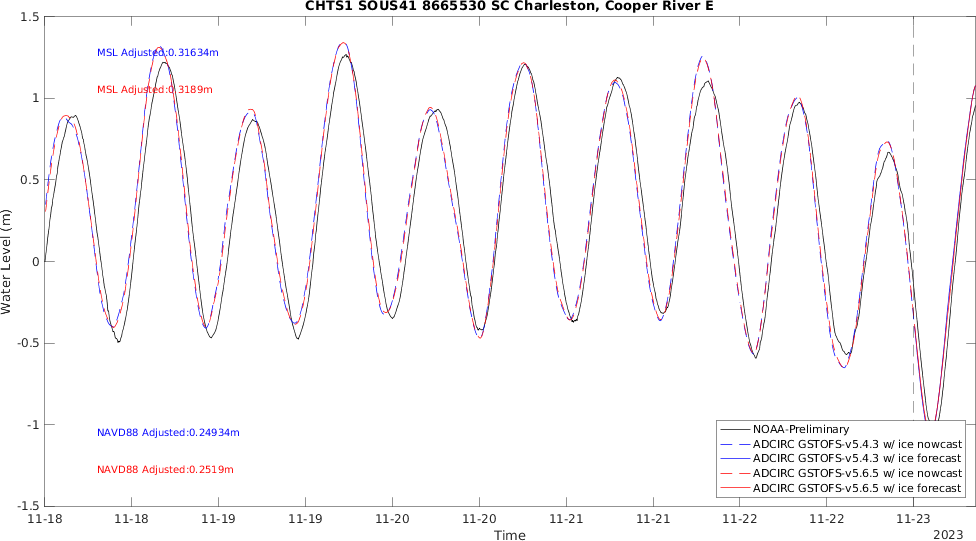 CHTS1 SOUS41 8665530 SC Charleston, Cooper River E
MSL Adjusted:0.31634m
MSL Adjusted:0.3189m
NAVD88 Adjusted:0.24934m
NAVD88 Adjusted:0.2519m
Water Level (m)
1.5
1
0.5
0
-0.5
-1
-1.5
NOAA-Preliminary
ADCIRC GSTOFS-v5.4.3 w/ ice nowcast
ADCIRC GSTOFS-v5.4.3 w/ ice forecast
ADCIRC GSTOFS-v5.6.5 w/ ice nowcast
ADCIRC GSTOFS-v5.6.5 w/ ice forecast
11-18 11-18 11-19 11-19 11-20 11-20 11-21 11-21 11-22 11-22 11-23
Time
2023